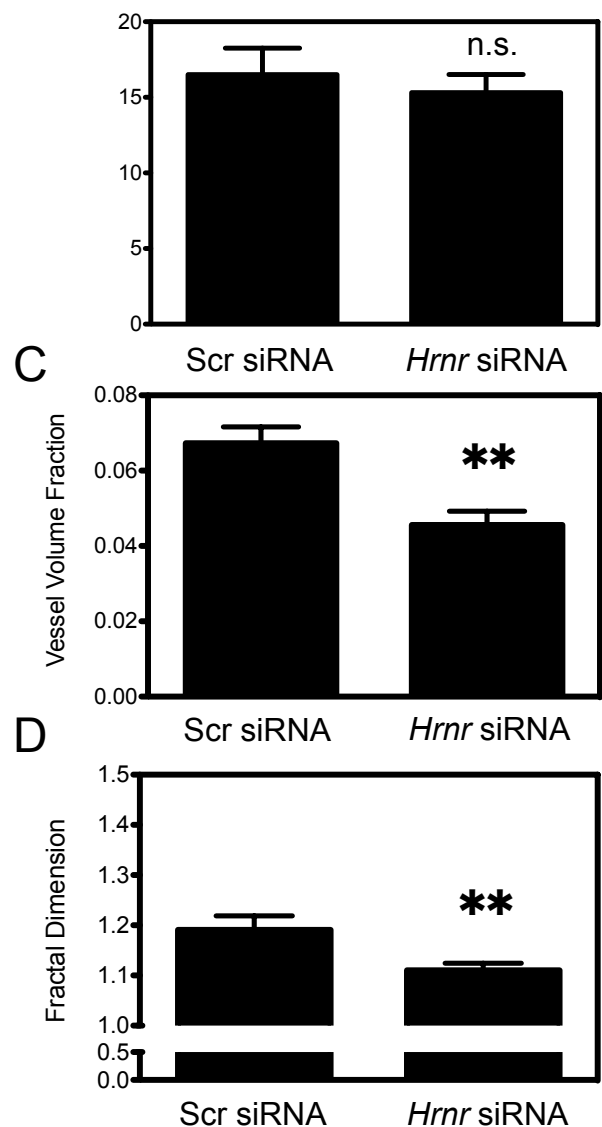 20
n.s.
15
10
5
0
Scr siRNA Hrnr siRNA
C
0.08
0.06
**
0.04
0.02
0.00
Vessel Volume Fraction
Scr siRNA Hrnr siRNA
D
1.5
1.4
1.3
1.2
**
1.1
1.0
0.5
0.0
Fractal Dimension
Scr siRNA Hrnr siRNA